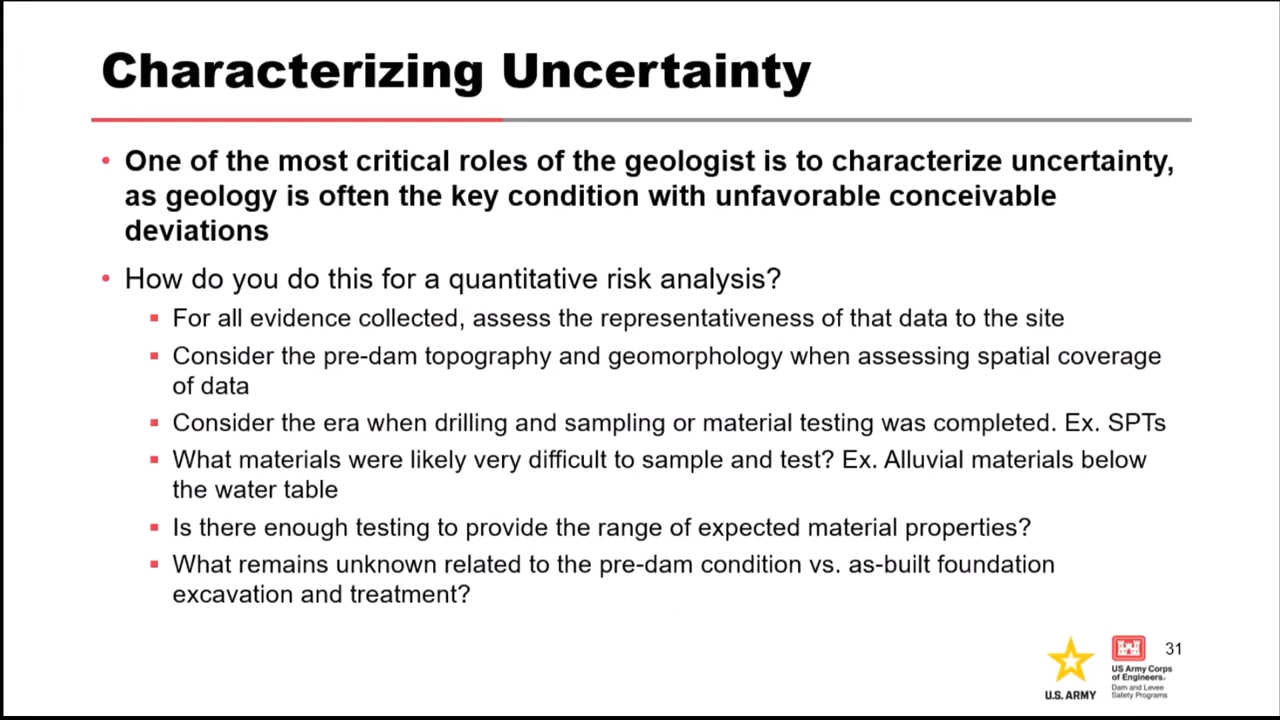 Characterizing Uncertainty
• One of the most critical roles of the geologist is to characterize uncertainty,
as geology is often the key condition with unfavorable conceivable
deviations
• How do you do this for a quantitative risk analysis?
▪ For all evidence collected, assess the representativeness of that data to the site
▪ Consider the pre-dam topography and geomorphology when assessing spatial coverage
of data
▪ Consider the era when drilling and sampling or material testing was completed. Ex. SPTs
▪ What materials were likely very difficult to sample and test? Ex. Alluvial materials below
the water table
▪ Is there enough testing to provide the range of expected material properties?
▪ What remains unknown related to the pre-dam condition vs. as-built foundation
excavation and treatment?
31
U.S. ARMY
US Army Corps
of Engineers®
Dam and Levee
Safety Programs